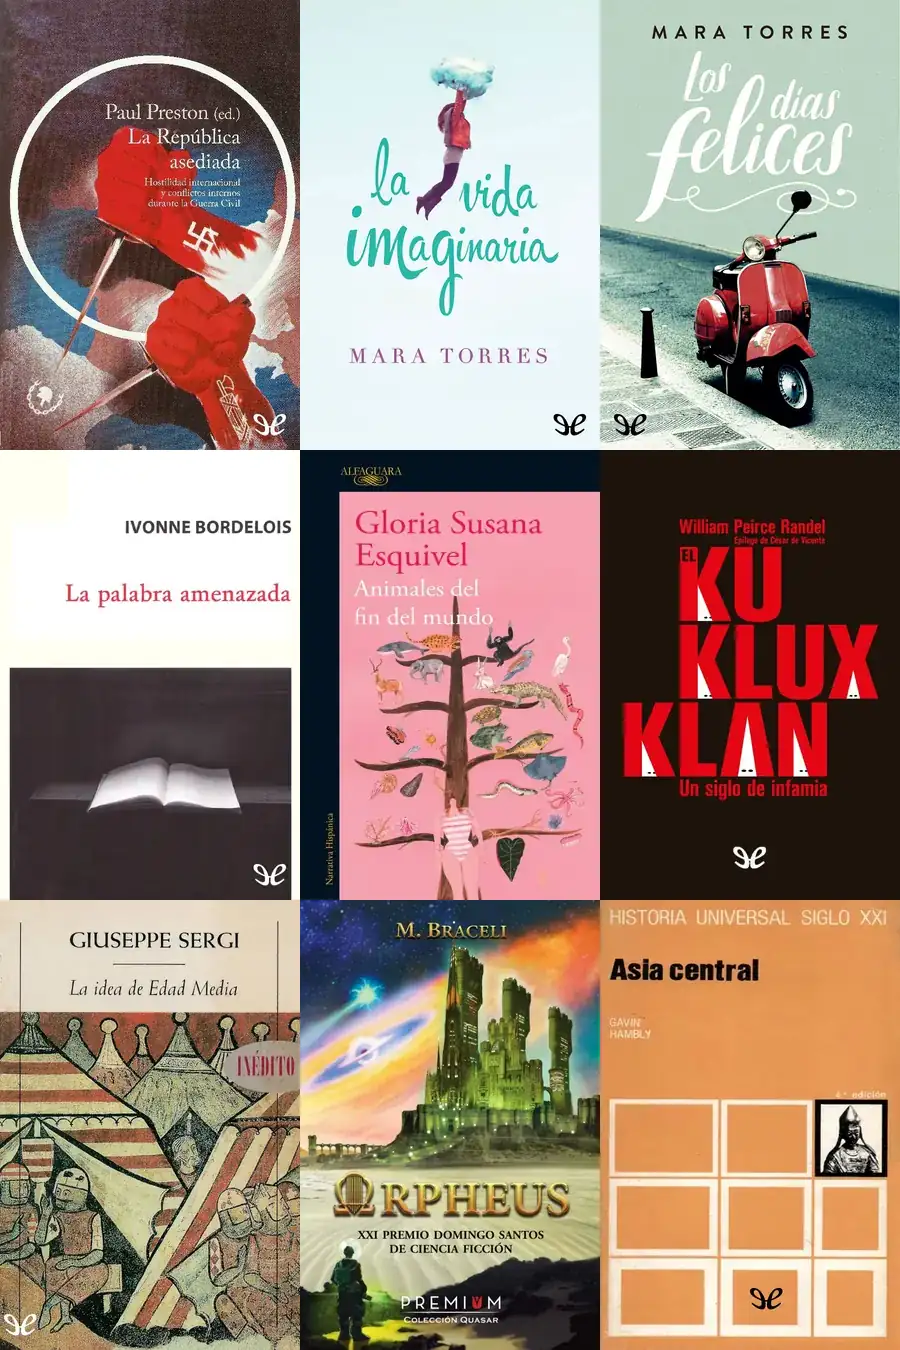 Paul Preston (ed.)
La República
asediada
Hostilidad internacional
y conflictos internos
durante la Guerra Civil
la vida
imaginaria
MARA TORRES
MARA TORRES
Los días
felices
IVONNE BORDELOIS
La palabra amenazada
ALFAGUARA
Gloria Susana
Esquivel
Animales del
fin del mundo
Narrativa Hispánica
William Peirce Randel
Epílogo de César de Vicente
EL
KU
KLUX
KLAN
Un siglo de infamia
GIUSEPPE SERGI
La idea de Edad Media
INÉDITO
M. BRACELI
ORPHEUS
XXI PREMIO DOMINGO SANTOS
DE CIENCIA FICCIÓN
PREMIUM
COLECCIÓN QUASAR
HISTORIA UNIVERSAL SIGLO XXI
Asia central
GAVIN
HAMBLY
4.ª edición